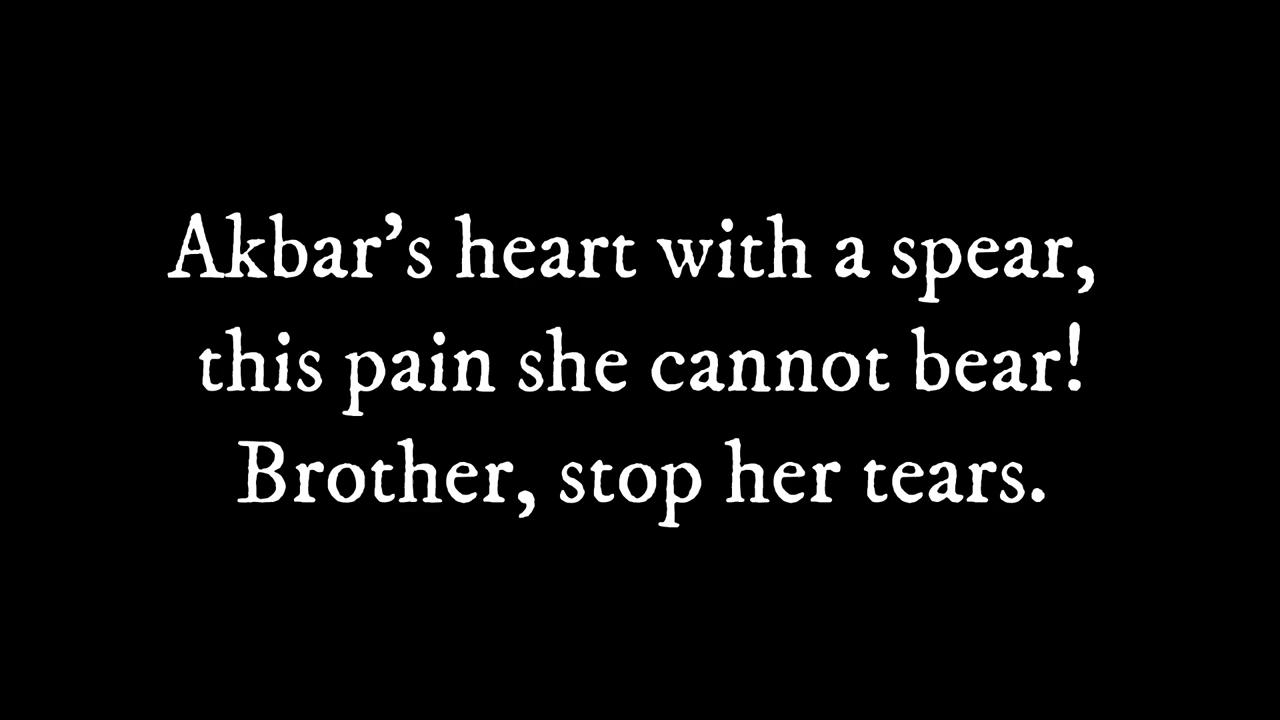 Akbar’s heart with a spear,
this pain she cannot bear!
Brother, stop her tears.